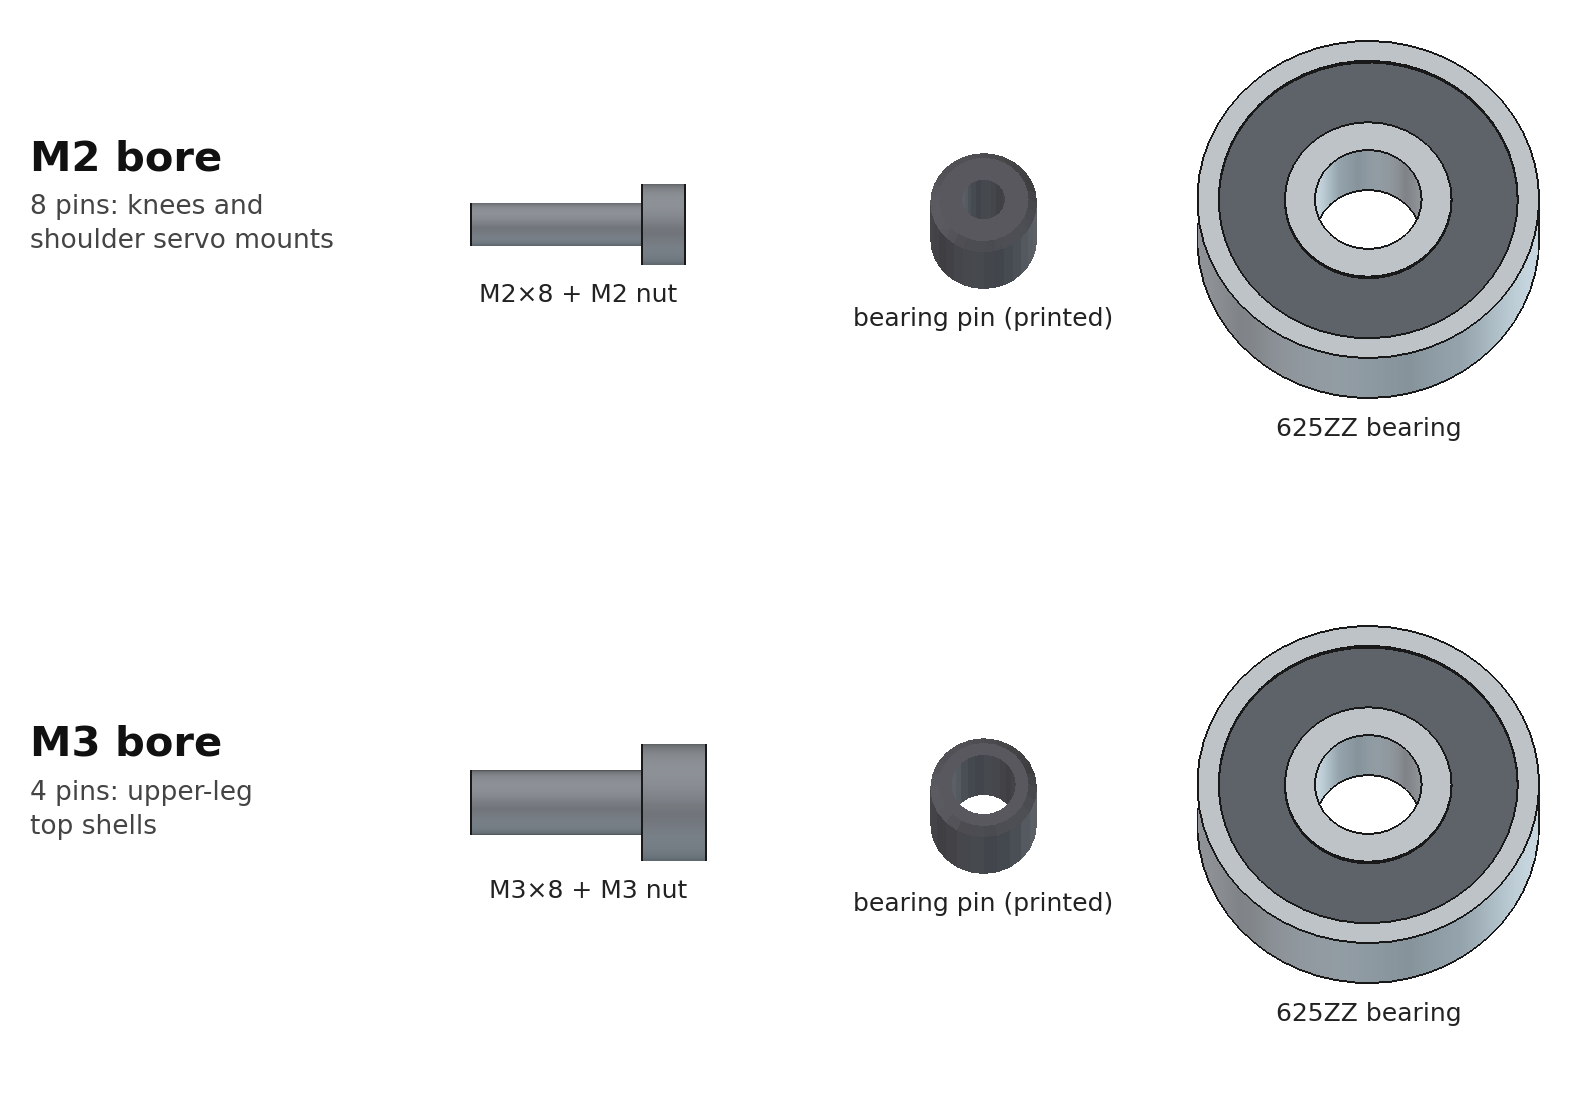 M2 bore
8 pins: knees and
shoulder servo mounts
M2×8 + M2 nut
bearing pin (printed)
625ZZ bearing
M3 bore
4 pins: upper-leg
top shells
M3×8 + M3 nut
bearing pin (printed)
625ZZ bearing